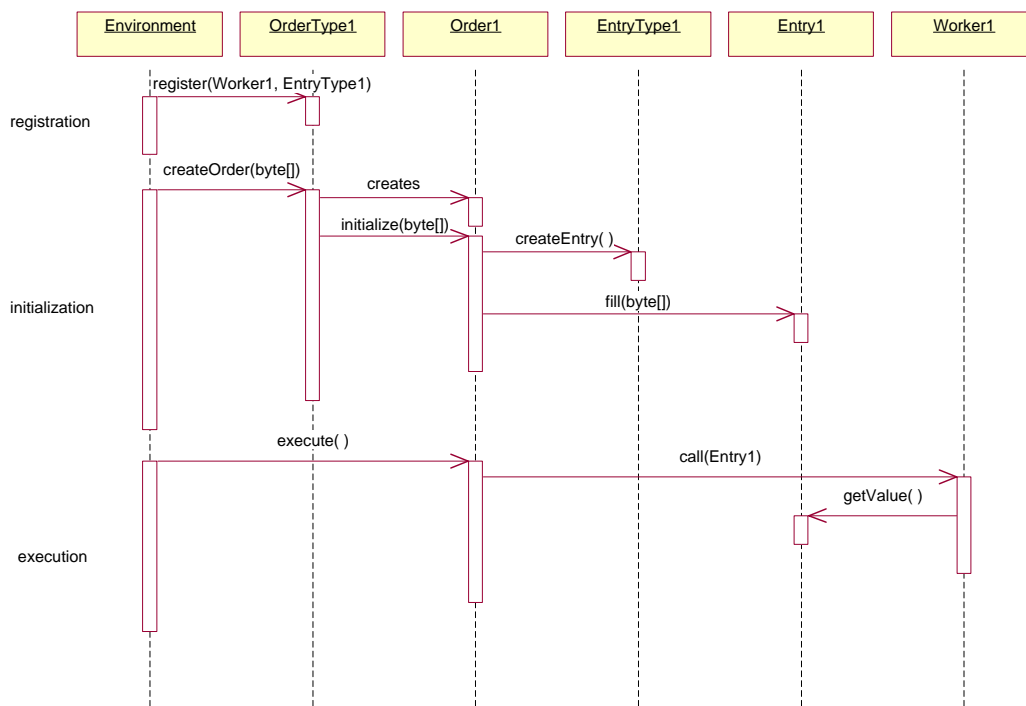 Environment
OrderType1
Order1
EntryType1
Entry1
Worker1
register(Worker1, EntryType1)
registration
createOrder(byte[])
creates
initialize(byte[])
createEntry( )
fill(byte[])
initialization
execute( )
call(Entry1)
getValue( )
execution